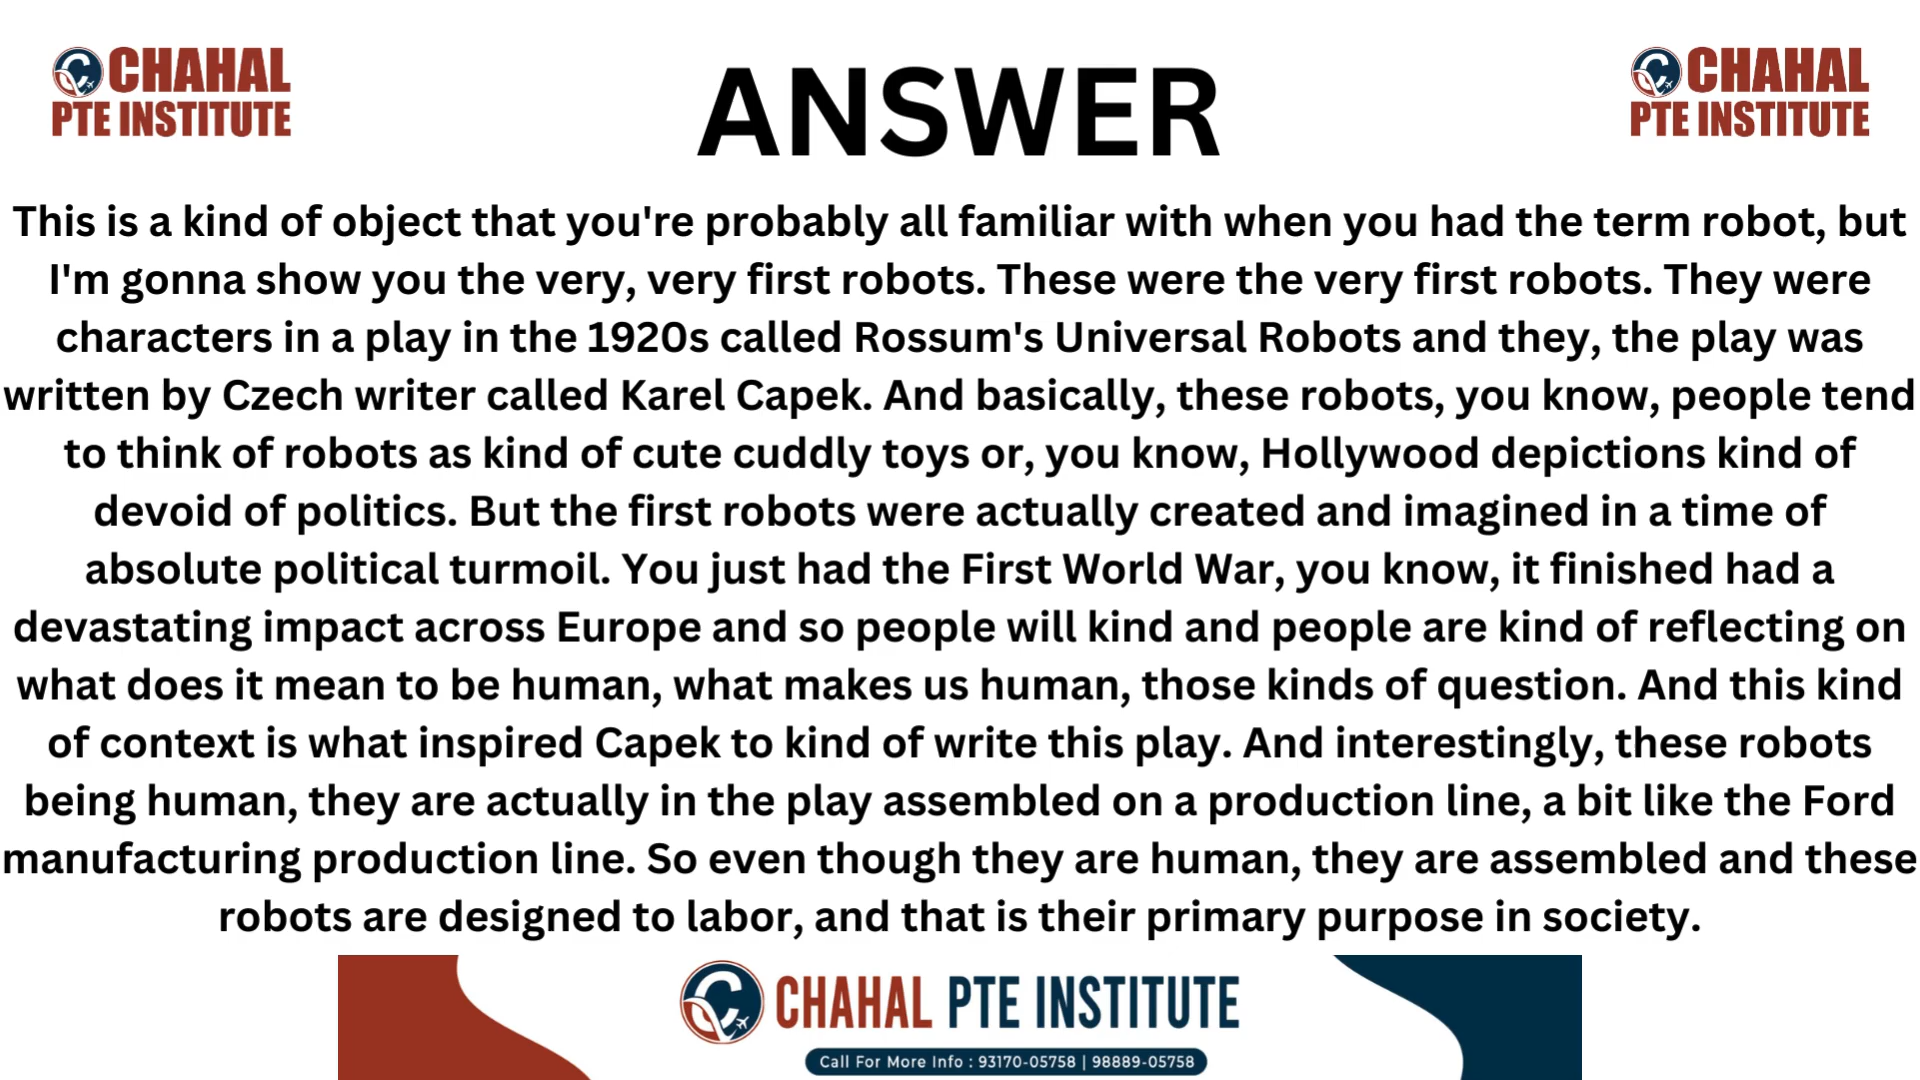 CHAHAL
PTE INSTITUTE
ANSWER
CHAHAL
PTE INSTITUTE
This is a kind of object that you're probably all familiar with when you had the term robot, but
I'm gonna show you the very, very first robots. These were the very first robots. They were
characters in a play in the 1920s called Rossum's Universal Robots and they, the play was
written by Czech writer called Karel Capek. And basically, these robots, you know, people tend
to think of robots as kind of cute cuddly toys or, you know, Hollywood depictions kind of
devoid of politics. But the first robots were actually created and imagined in a time of
absolute political turmoil. You just had the First World War, you know, it finished had a
devastating impact across Europe and so people will kind and people are kind of reflecting on
what does it mean to be human, what makes us human, those kinds of question. And this kind
of context is what inspired Capek to kind of write this play. And interestingly, these robots
being human, they are actually in the play assembled on a production line, a bit like the Ford
manufacturing production line. So even though they are human, they are assembled and these
robots are designed to labor, and that is their primary purpose in society.
CHAHAL PTE INSTITUTE
Call For More Info : 93170-05758 | 98889-05758